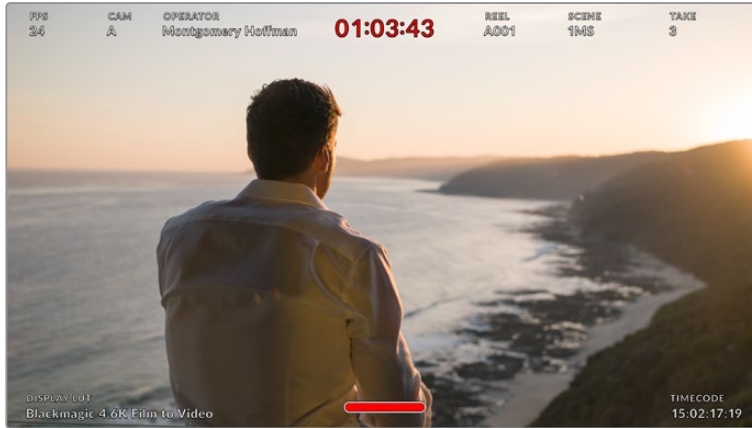 FPS CAM OPERATOR 01:03:43 REEL SCENE TAKE
24 A Montgomery Hoffman A001 1MS 3
DISPLAY LUT TIMECODE
Blackmagic 4.6K Film to Video 15:02:17:19